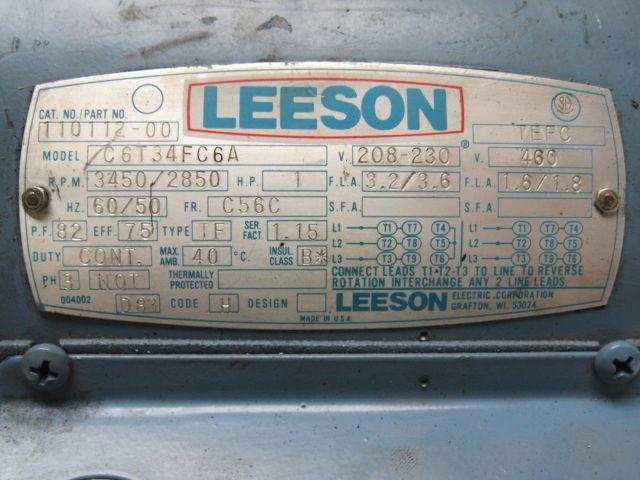 LEESON ®
CAT. NO./PART NO.
110112-00 TEFC
MODEL C6T34FC6A V. 208-230 V. 460
R.P.M. 3450/2850 H.P. 1 F.L.A. 3.2/3.6 F.L.A. 1.6/1.8
HZ. 60/50 FR. C56C S.F.A. S.F.A.
P.F. 82 EFF. 75 TYPE TF SER. FACT. 1.15
L1 T1 T7 T4 L1 T1 T7 T4
L2 T2 T8 T5 L2 T2 T8 T5
L3 T3 T9 T6 L3 T3 T9 T6
DUTY CONT. MAX. AMB. 40 °C. INSUL. CLASS B*
CONNECT LEADS T1-T2-T3 TO LINE TO REVERSE
ROTATION INTERCHANGE ANY 2 LINE LEADS.
PH 3 NOT THERMALLY PROTECTED
004002 CODE H DESIGN
LEESON ELECTRIC CORPORATION
GRAFTON, WI. 53024
MADE IN U.S.A.